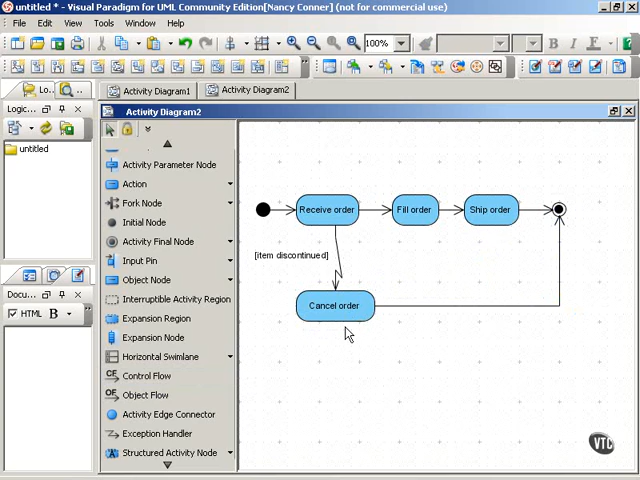 untitled * - Visual Paradigm for UML Community Edition[Nancy Conner] (not for commercial use)
File Edit View Tools Window Help
100%
B I F
Lo..
Activity Diagram1
Activity Diagram2
Logic...
Activity Diagram2
untitled
Activity Parameter Node
Action
Fork Node
Initial Node
Activity Final Node
Input Pin
Object Node
Interruptible Activity Region
Expansion Region
Expansion Node
Horizontal Swimlane
CF Control Flow
OF Object Flow
Activity Edge Connector
Exception Handler
Structured Activity Node
Docu...
HTML B
Receive order
Fill order
Ship order
[item discontinued]
Cancel order
VTC